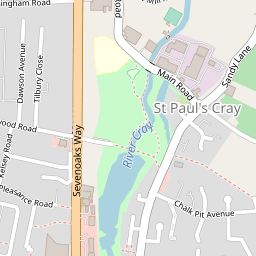 ingham Road
Road
Dawson Avenue
Tilbury Close
Main Road
Sandy Lane
St Paul's Cray
River Cray
wood Road
Kelsey Road
Sevenoaks Way
Pleasance Road
Chalk Pit Avenue